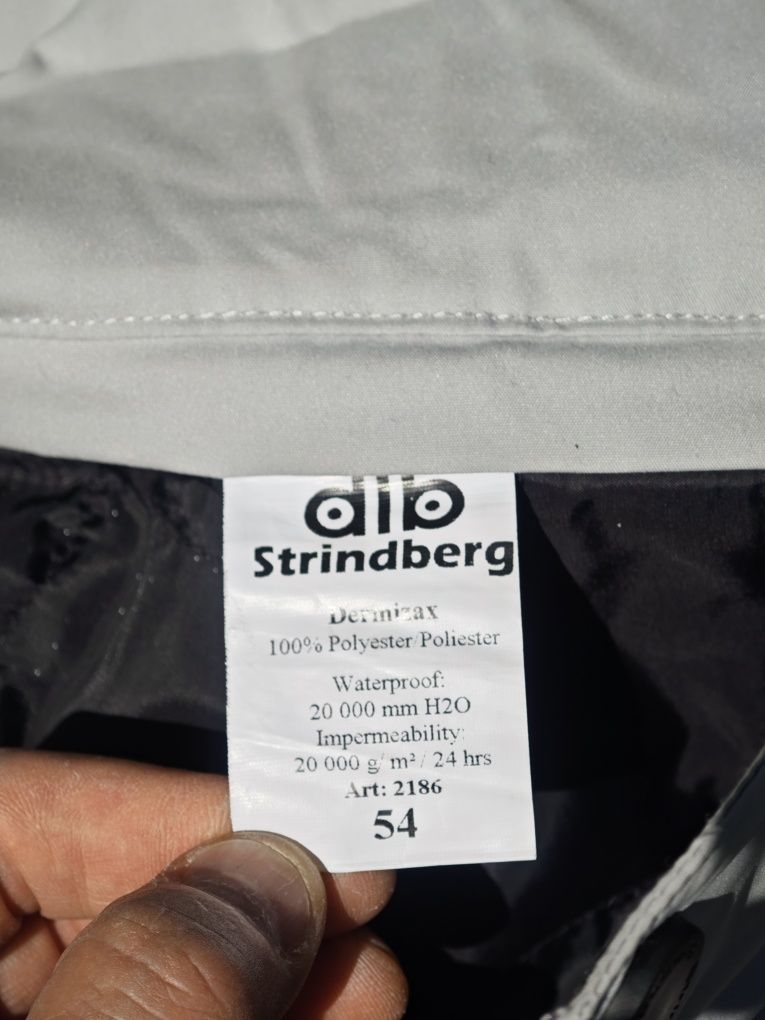 Strindberg
Dermizax
100% Polyester/Poliester
Waterproof:
20 000 mm H2O
Impermeability:
20 000 g/ m² / 24 hrs
Art: 2186
54